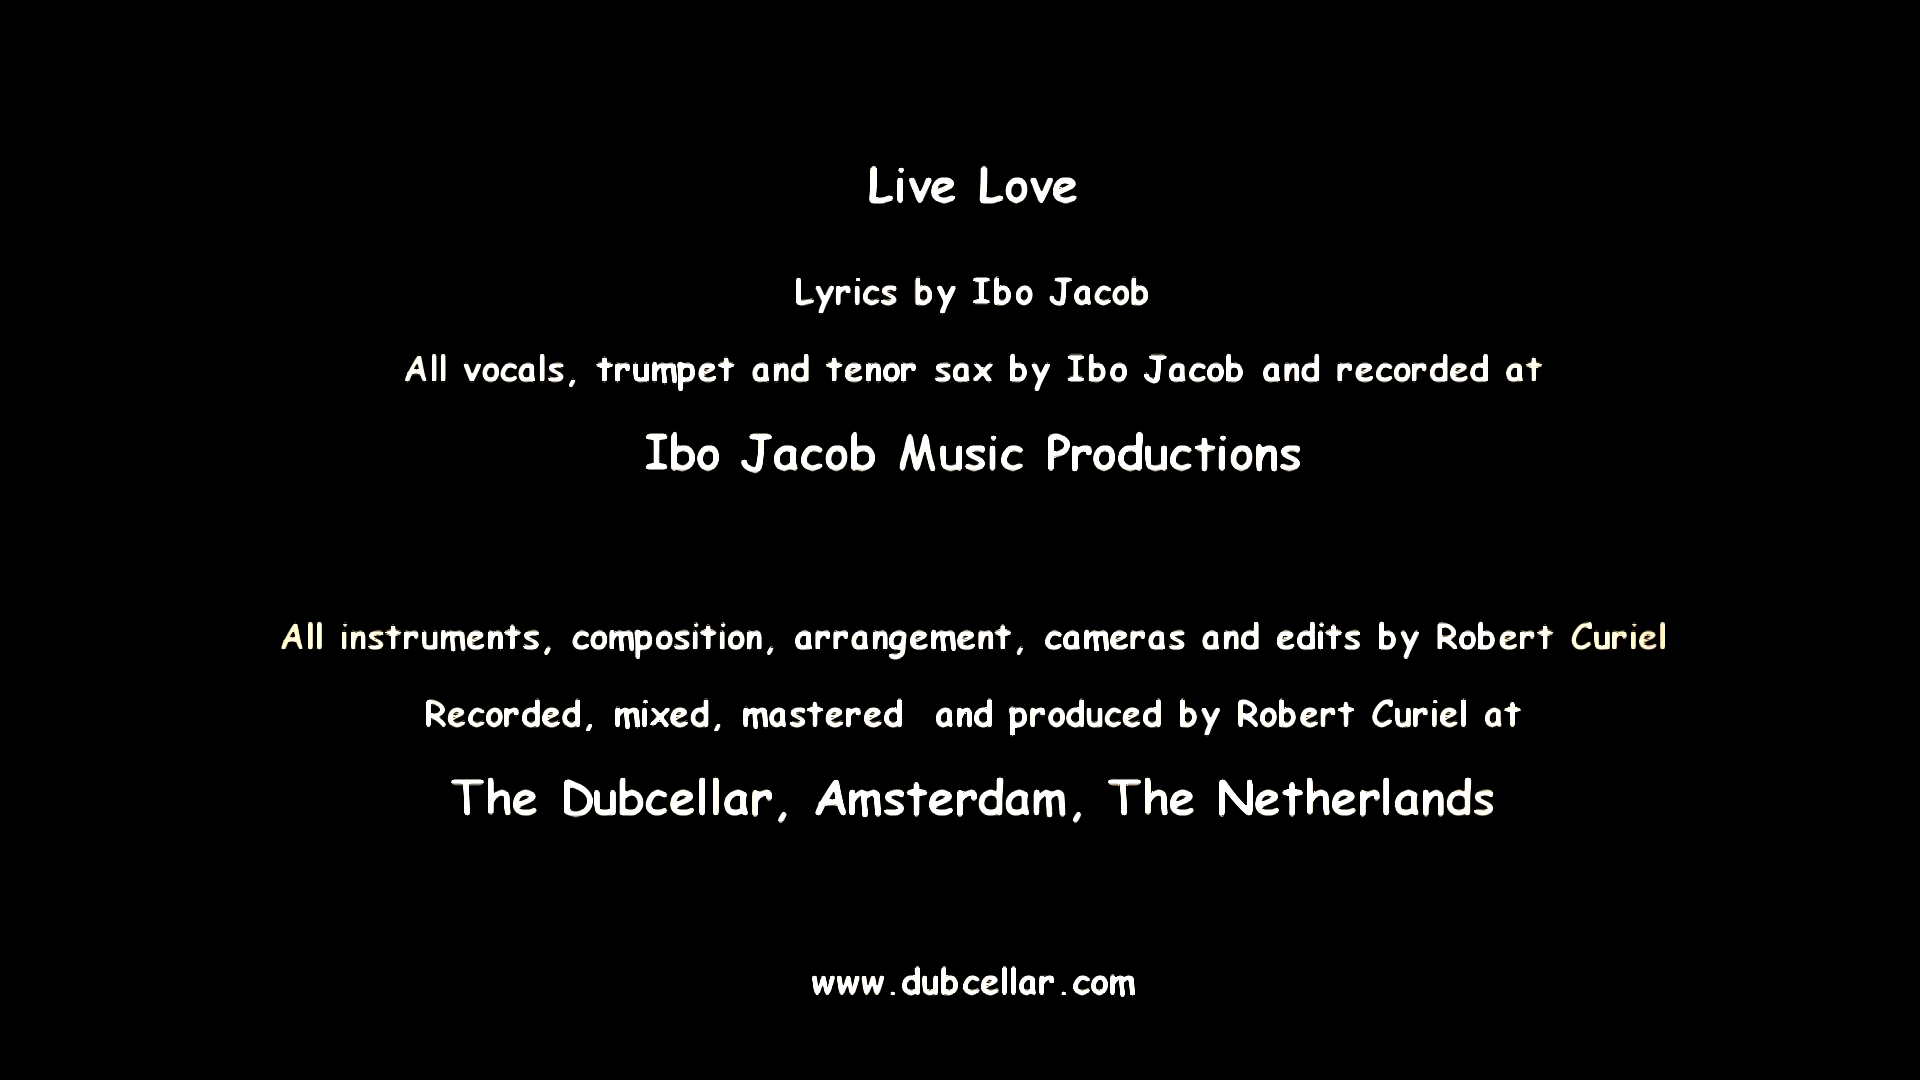 Live Love
Lyrics by Ibo Jacob
All vocals, trumpet and tenor sax by Ibo Jacob and recorded at
Ibo Jacob Music Productions
All instruments, composition, arrangement, cameras and edits by Robert Curiel
Recorded, mixed, mastered  and produced by Robert Curiel at
The Dubcellar, Amsterdam, The Netherlands
www.dubcellar.com